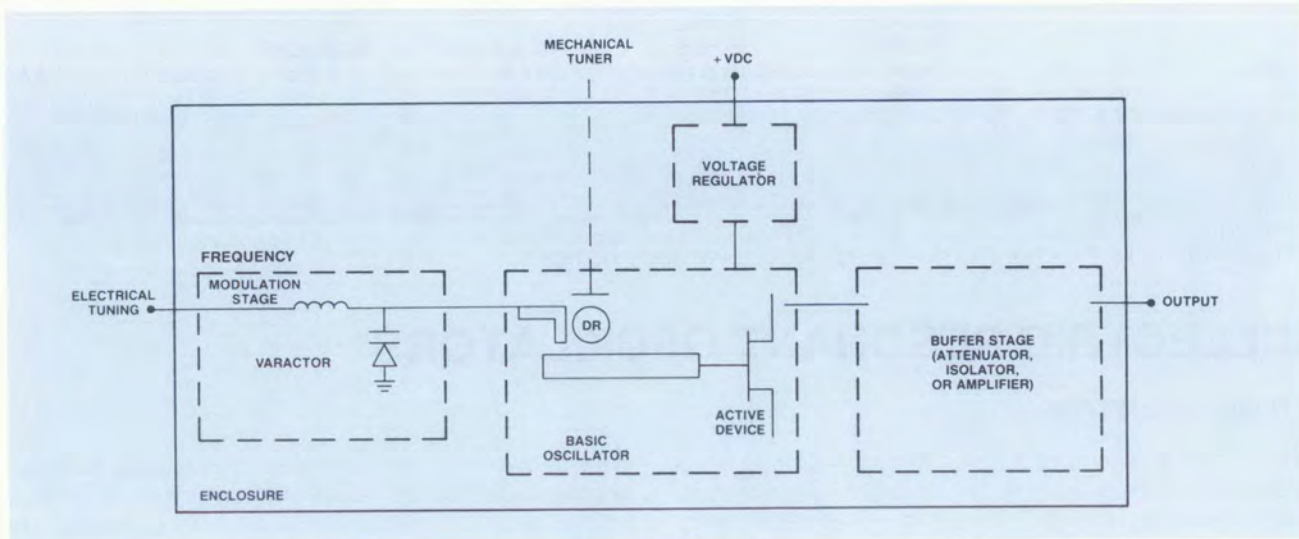 MECHANICAL
TUNER
+ VDC
VOLTAGE
REGULATOR
FREQUENCY
MODULATION
STAGE
ELECTRICAL
TUNING
VARACTOR
DR
ACTIVE
DEVICE
BASIC
OSCILLATOR
BUFFER STAGE
(ATTENUATOR,
ISOLATOR,
OR AMPLIFIER)
OUTPUT
ENCLOSURE